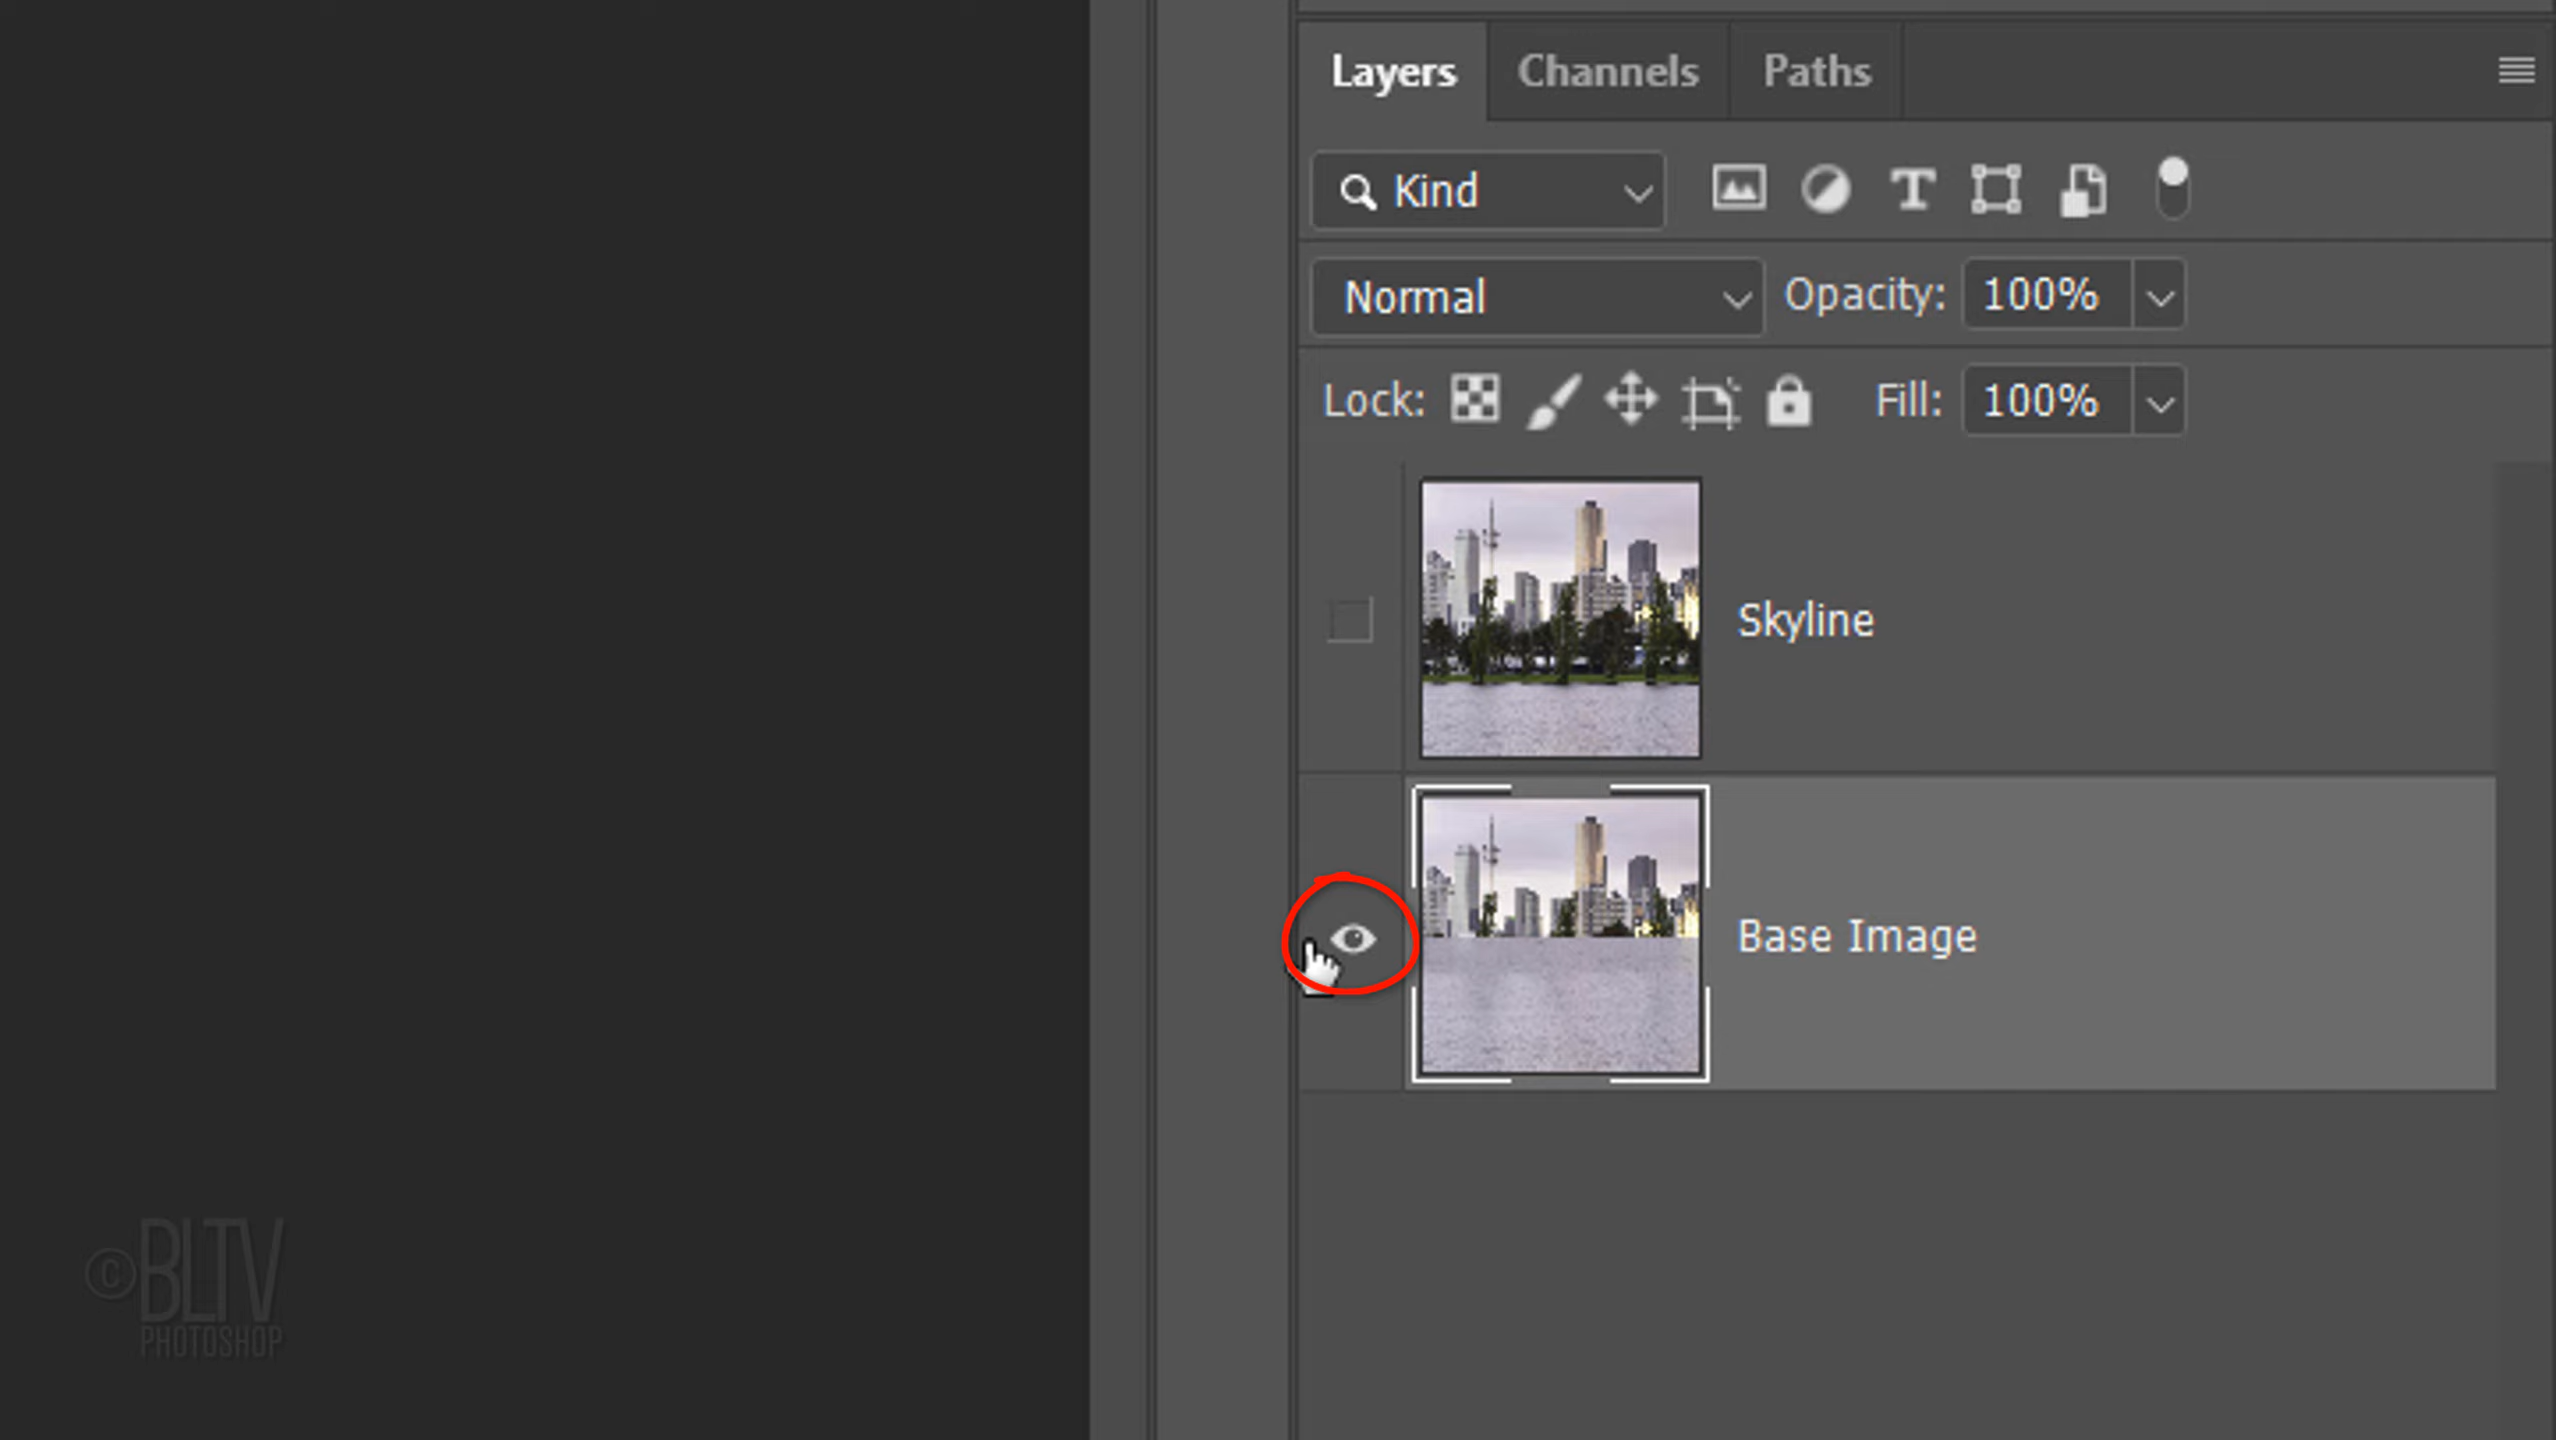 Layers Channels Paths
Kind
Normal Opacity: 100%
Lock: Fill: 100%
Skyline
Base Image
©BLTV
PHOTOSHOP